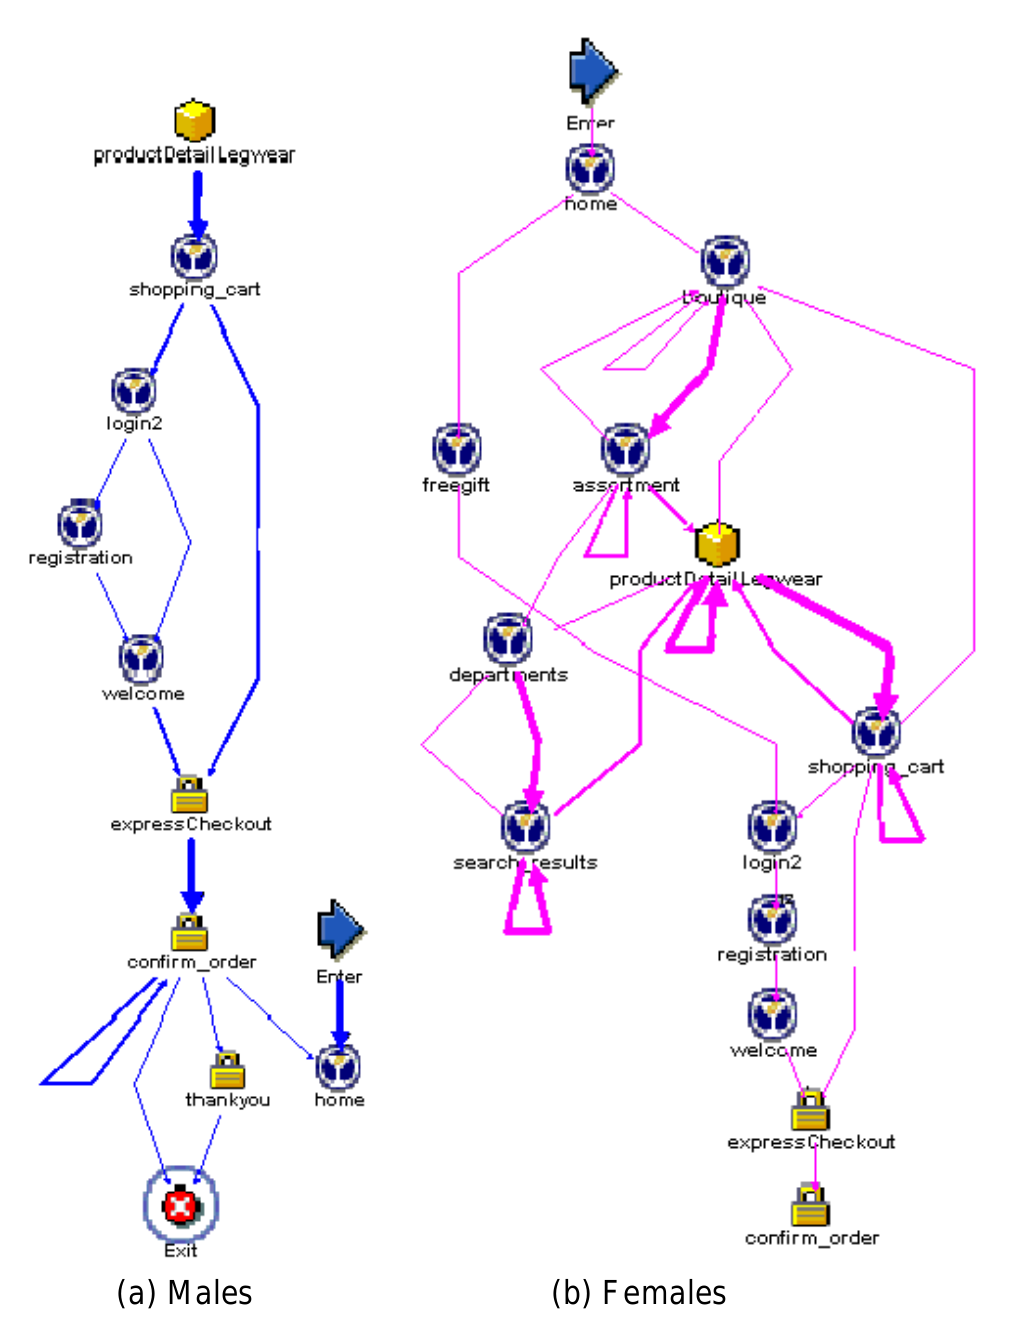 productDetailLegwear
shopping_cart
login2
registration
welcome
expressCheckout
confirm_order
Enter
thankyou
home
Exit
(a) Males
Enter
home
boutique
freegift
assortment
productDetailLegwear
departments
shopping_cart
search_results
login2
registration
welcome
expressCheckout
confirm_order
(b) Females